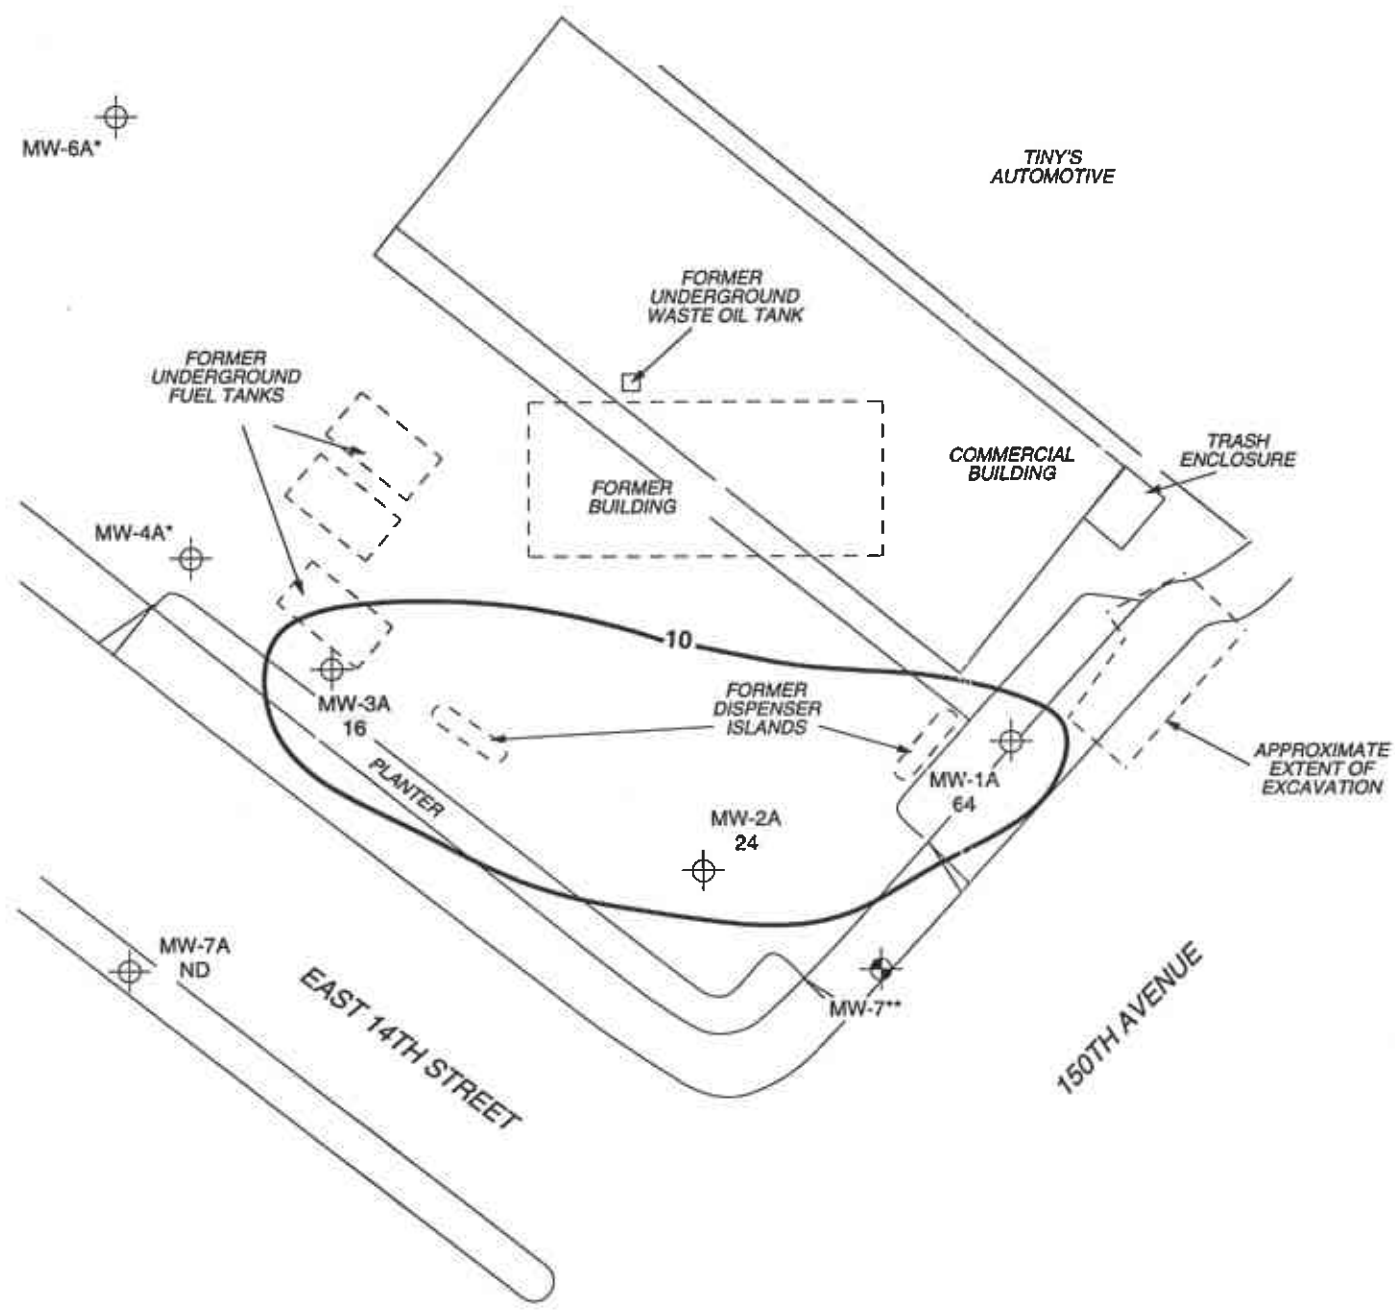 MW-6A*
TINY'S
AUTOMOTIVE
FORMER
UNDERGROUND
WASTE OIL TANK
FORMER
UNDERGROUND
FUEL TANKS
TRASH
ENCLOSURE
COMMERCIAL
BUILDING
FORMER
BUILDING
MW-4A*
10
MW-3A
16
FORMER
DISPENSER
ISLANDS
PLANTER
MW-1A
64
APPROXIMATE
EXTENT OF
EXCAVATION
MW-2A
24
MW-7A
ND
EAST 14TH STREET
MW-7**
150TH AVENUE